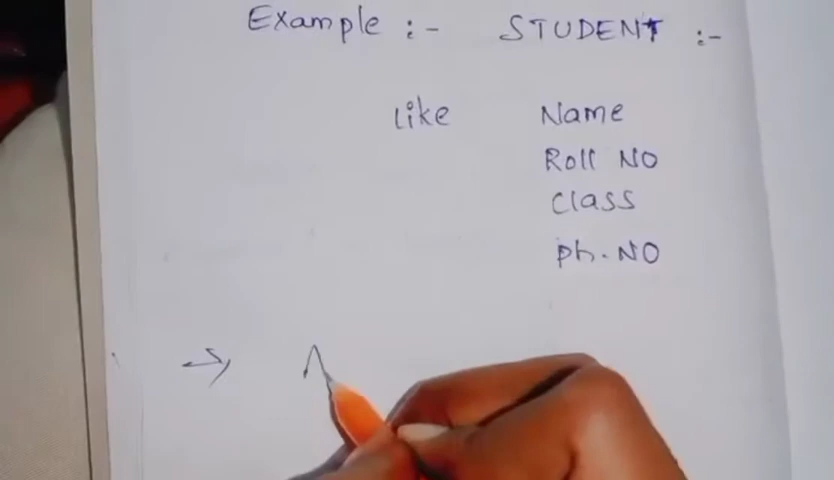 Example :- STUDENT :-
Like Name
Roll NO
Class
Ph.NO
→